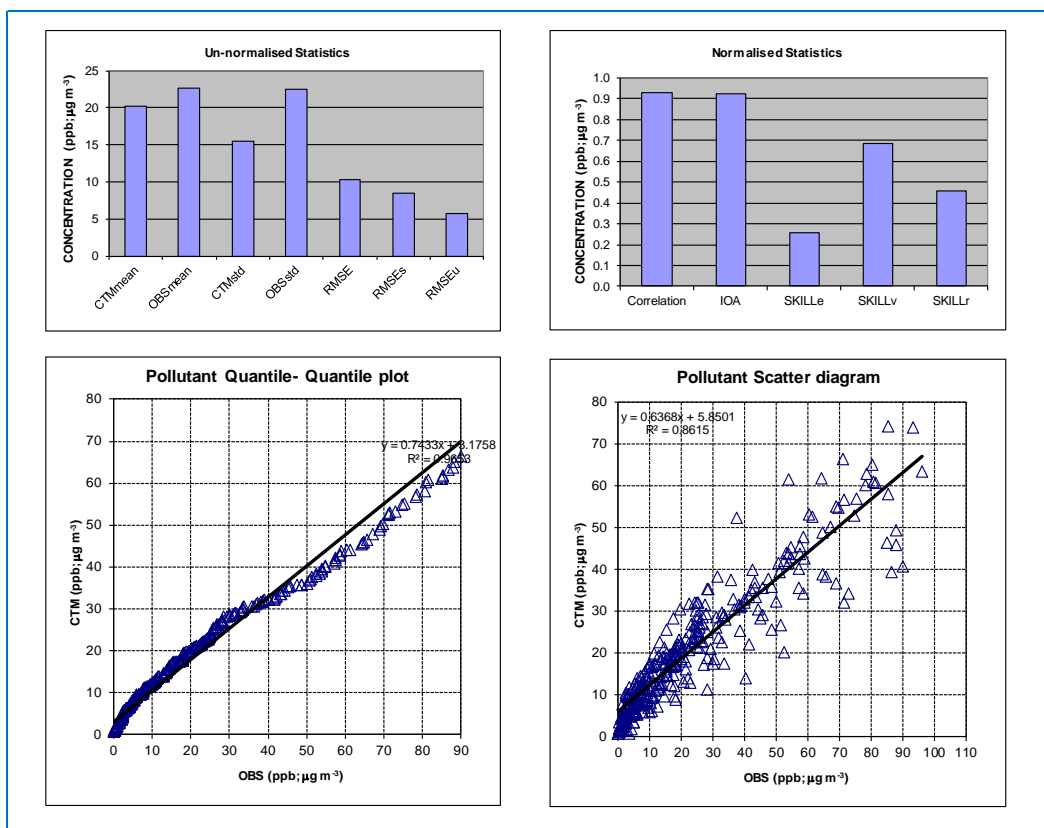 Un-normalised Statistics
CONCENTRATION (ppb;µg m-3)
25
20
15
10
5
0
CTMmean
OBSmean
CTMstd
OBSstd
RMSE
RMSEs
RMSEu
Normalised Statistics
CONCENTRATION (ppb;µg m-3)
1.0
0.9
0.8
0.7
0.6
0.5
0.4
0.3
0.2
0.1
0.0
Correlation IOA SKILLe SKILLv SKILLr
Pollutant Quantile- Quantile plot
CTM (ppb;µg m-3)
80
70
60
50
40
30
20
10
0
y = 0.7433x + 3.1758
R² = 0.9653
0 10 20 30 40 50 60 70 80 90
OBS (ppb;µg m-3)
Pollutant Scatter diagram
CTM (ppb;µg m-3)
80
70
60
50
40
30
20
10
0
y = 0.6368x + 5.8501
R² = 0.8615
0 10 20 30 40 50 60 70 80 90 100 110
OBS (ppb;µg m-3)